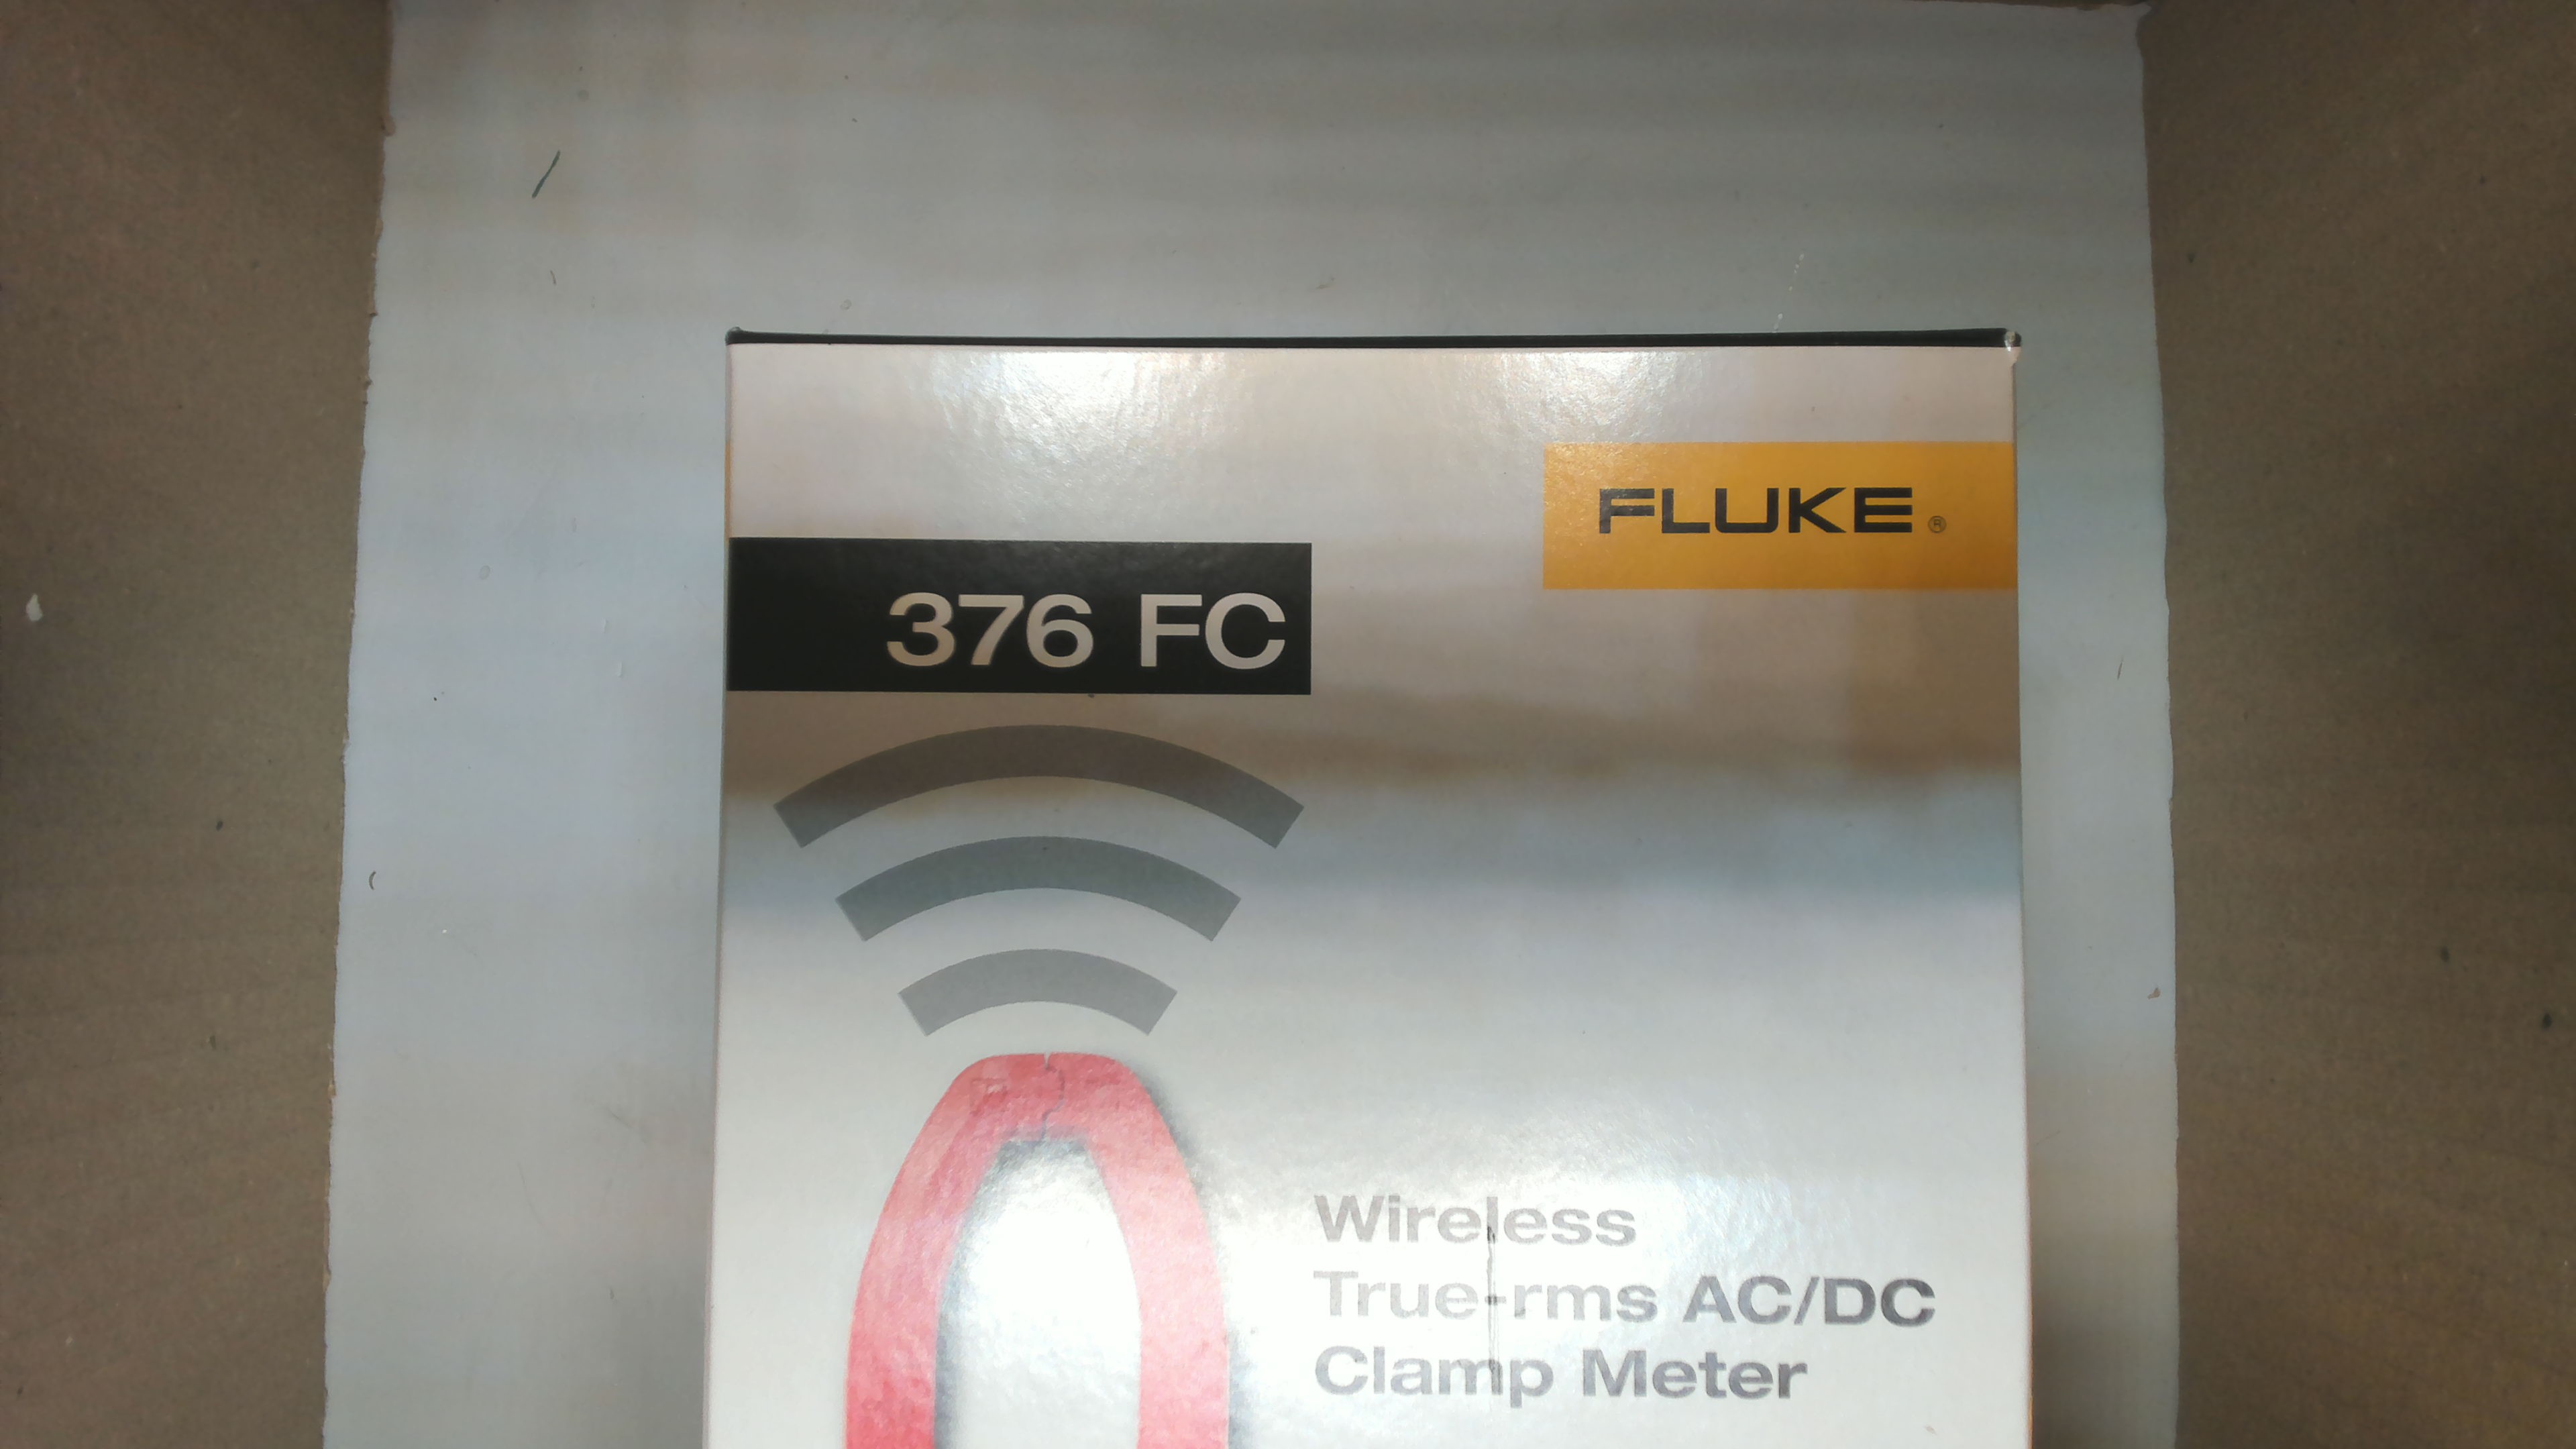 FLUKE®
376 FC
Wireless
True-rms AC/DC
Clamp Meter